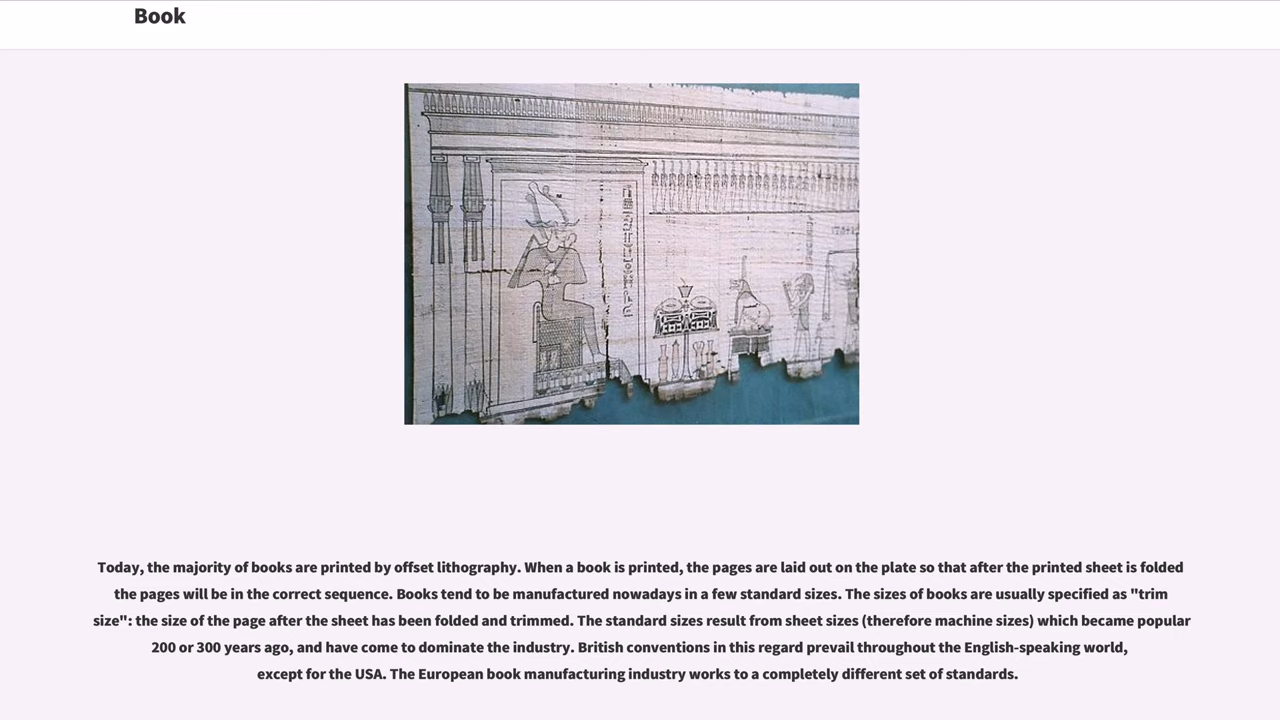 Book
Today, the majority of books are printed by offset lithography. When a book is printed, the pages are laid out on the plate so that after the printed sheet is folded
the pages will be in the correct sequence. Books tend to be manufactured nowadays in a few standard sizes. The sizes of books are usually specified as "trim
size": the size of the page after the sheet has been folded and trimmed. The standard sizes result from sheet sizes (therefore machine sizes) which became popular
200 or 300 years ago, and have come to dominate the industry. British conventions in this regard prevail throughout the English-speaking world,
except for the USA. The European book manufacturing industry works to a completely different set of standards.